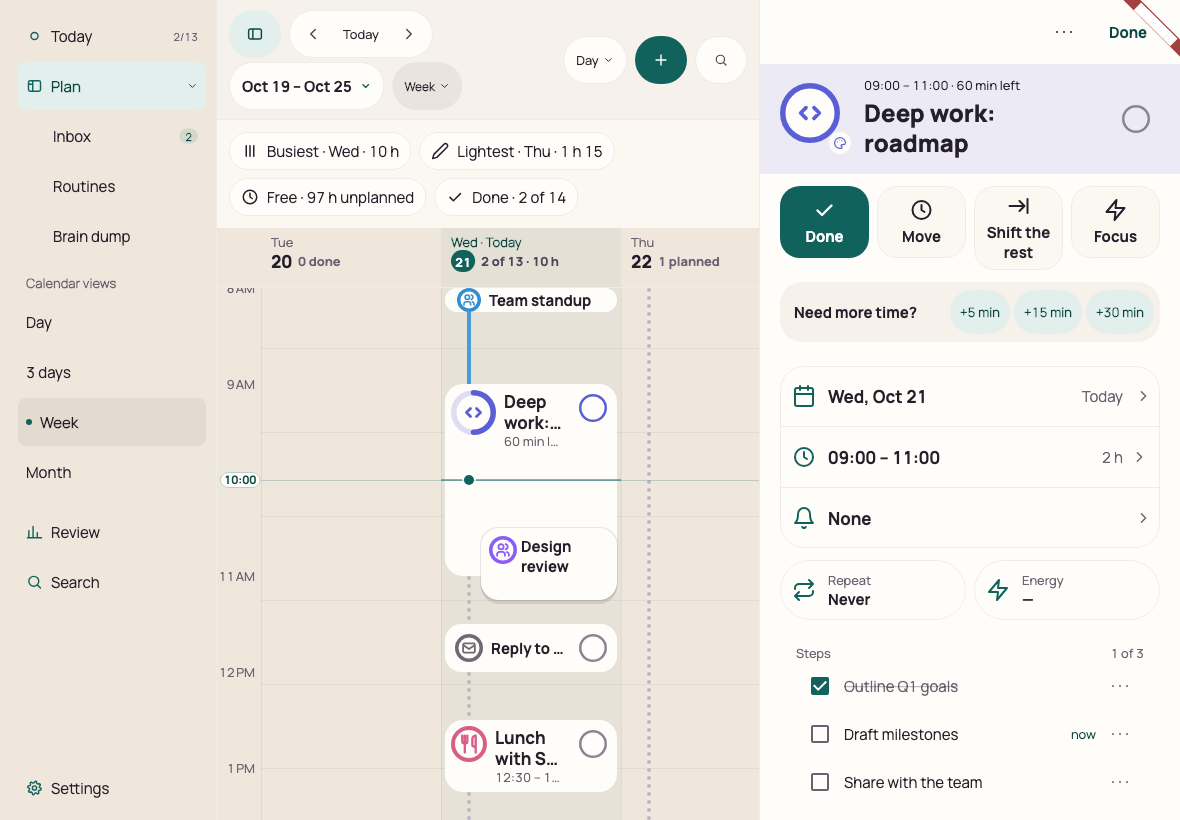 Today 2/13
Plan
Inbox 2
Routines
Brain dump
Calendar views
Day
3 days
Week
Month
Review
Search
Settings
Today
Oct 19 – Oct 25
Week
Day
Busiest · Wed · 10 h
Lightest · Thu · 1 h 15
Free · 97 h unplanned
Done · 2 of 14
Tue
20 0 done
Wed · Today
21 2 of 13 · 10 h
Thu
22 1 planned
8 AM
9 AM
10:00
11 AM
12 PM
1 PM
Team standup
Deep
work:...
60 min l...
Design
review
Reply to ...
Lunch
with S...
12:30 – 1...
Done
09:00 – 11:00 · 60 min left
Deep work:
roadmap
Done
Move
Shift the
rest
Focus
Need more time?
+5 min
+15 min
+30 min
Wed, Oct 21 Today
09:00 – 11:00 2 h
None
Repeat
Never
Energy
—
Steps 1 of 3
Outline Q1 goals
Draft milestones now
Share with the team